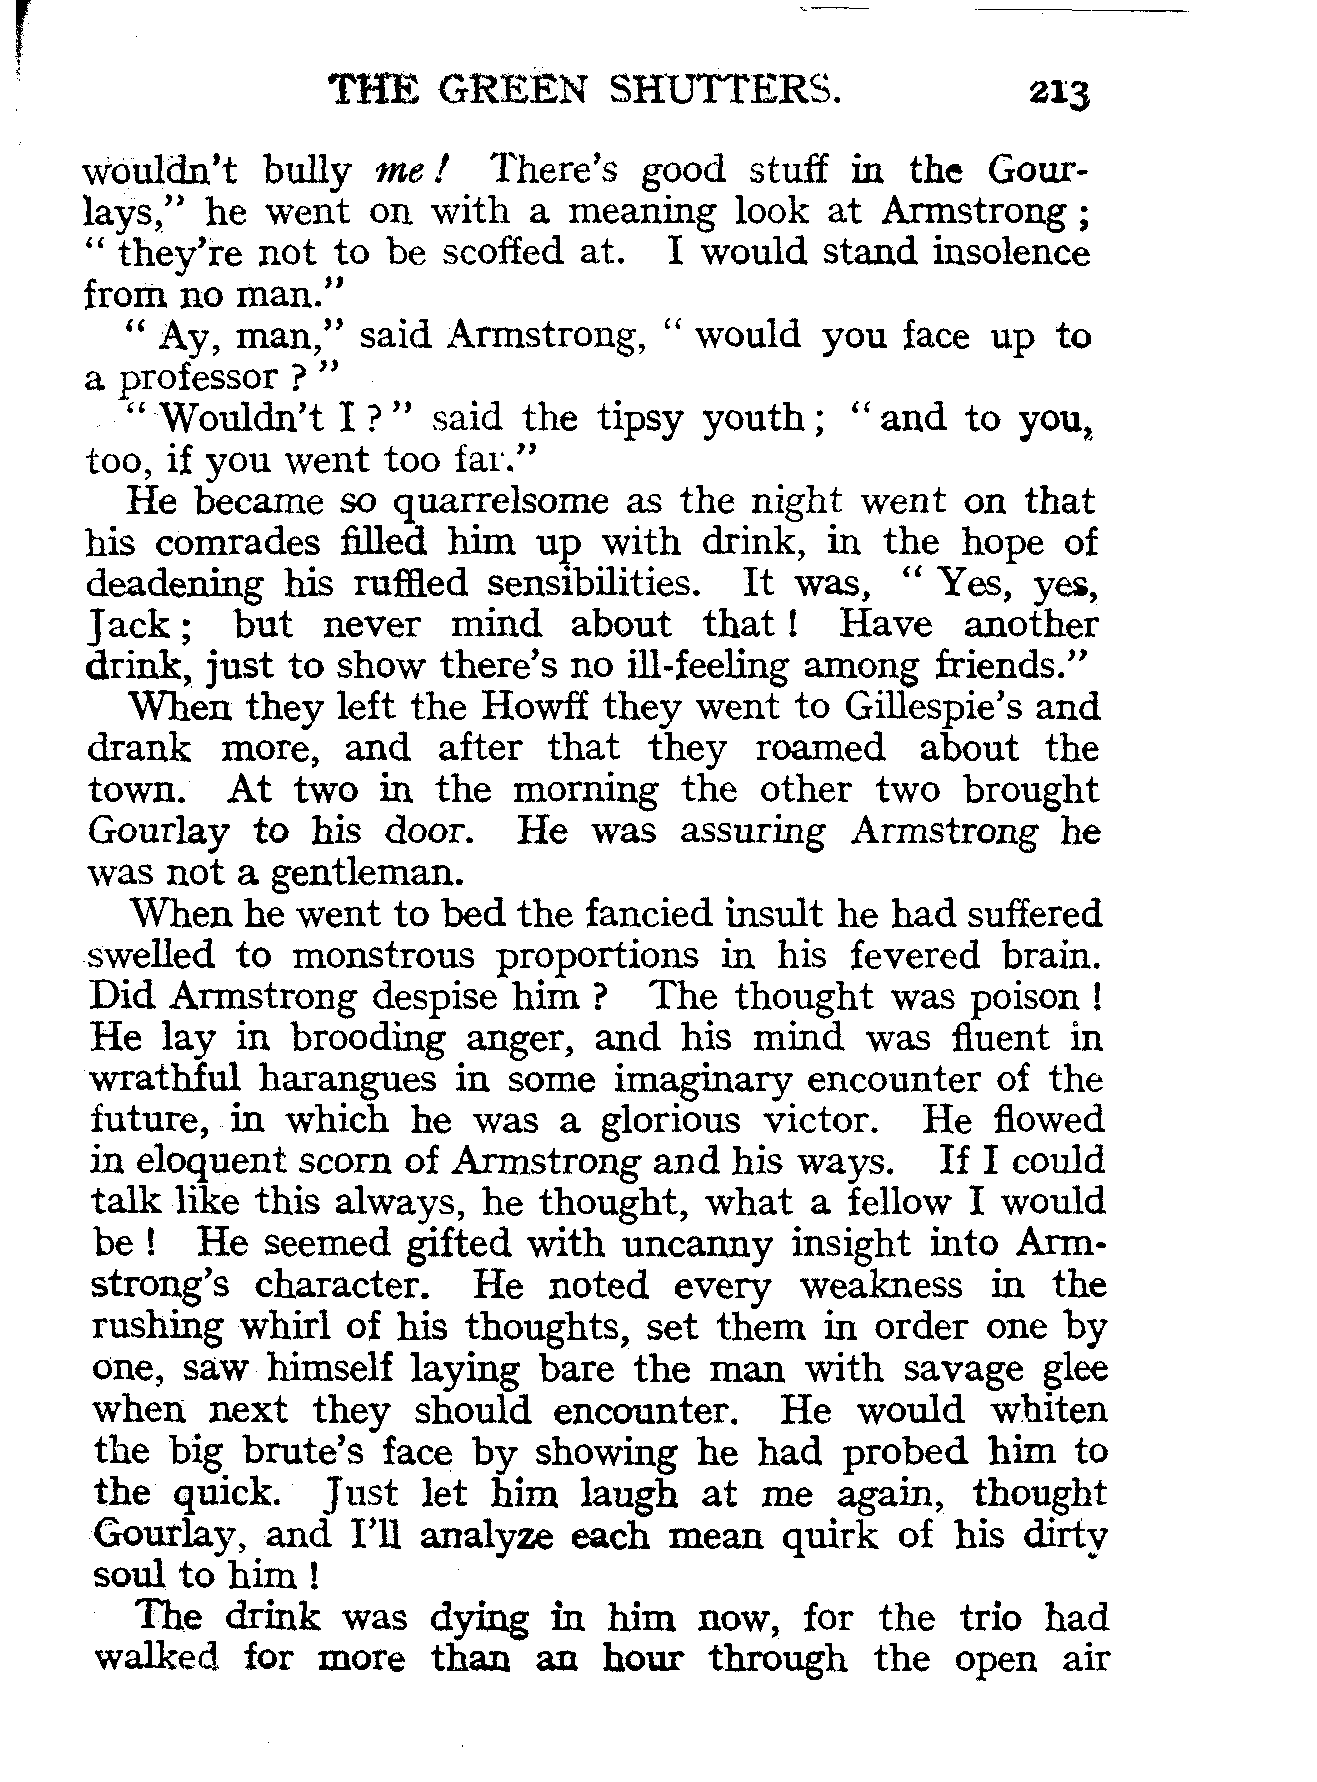 THE GREEN SHUTTERS. 213
wouldn't bully me! There's good stuff in the Gour-
lays," he went on with a meaning look at Armstrong;
"they're not to be scoffed at. I would stand insolence
from no man."
"Ay, man," said Armstrong, "would you face up to
a professor?"
"Wouldn't I?" said the tipsy youth; "and to you,
too, if you went too far."
He became so quarrelsome as the night went on that
his comrades filled him up with drink, in the hope of
deadening his ruffled sensibilities. It was, "Yes, yes,
Jack; but never mind about that! Have another
drink, just to show there's no ill-feeling among friends."
When they left the Howff they went to Gillespie's and
drank more, and after that they roamed about the
town. At two in the morning the other two brought
Gourlay to his door. He was assuring Armstrong he
was not a gentleman.
When he went to bed the fancied insult he had suffered
swelled to monstrous proportions in his fevered brain.
Did Armstrong despise him? The thought was poison!
He lay in brooding anger, and his mind was fluent in
wrathful harangues in some imaginary encounter of the
future, in which he was a glorious victor. He flowed
in eloquent scorn of Armstrong and his ways. If I could
talk like this always, he thought, what a fellow I would
be! He seemed gifted with uncanny insight into Arm-
strong's character. He noted every weakness in the
rushing whirl of his thoughts, set them in order one by
one, saw himself laying bare the man with savage glee
when next they should encounter. He would whiten
the big brute's face by showing he had probed him to
the quick. Just let him laugh at me again, thought
Gourlay, and I'll analyze each mean quirk of his dirty
soul to him!
The drink was dying in him now, for the trio had
walked for more than an hour through the open air